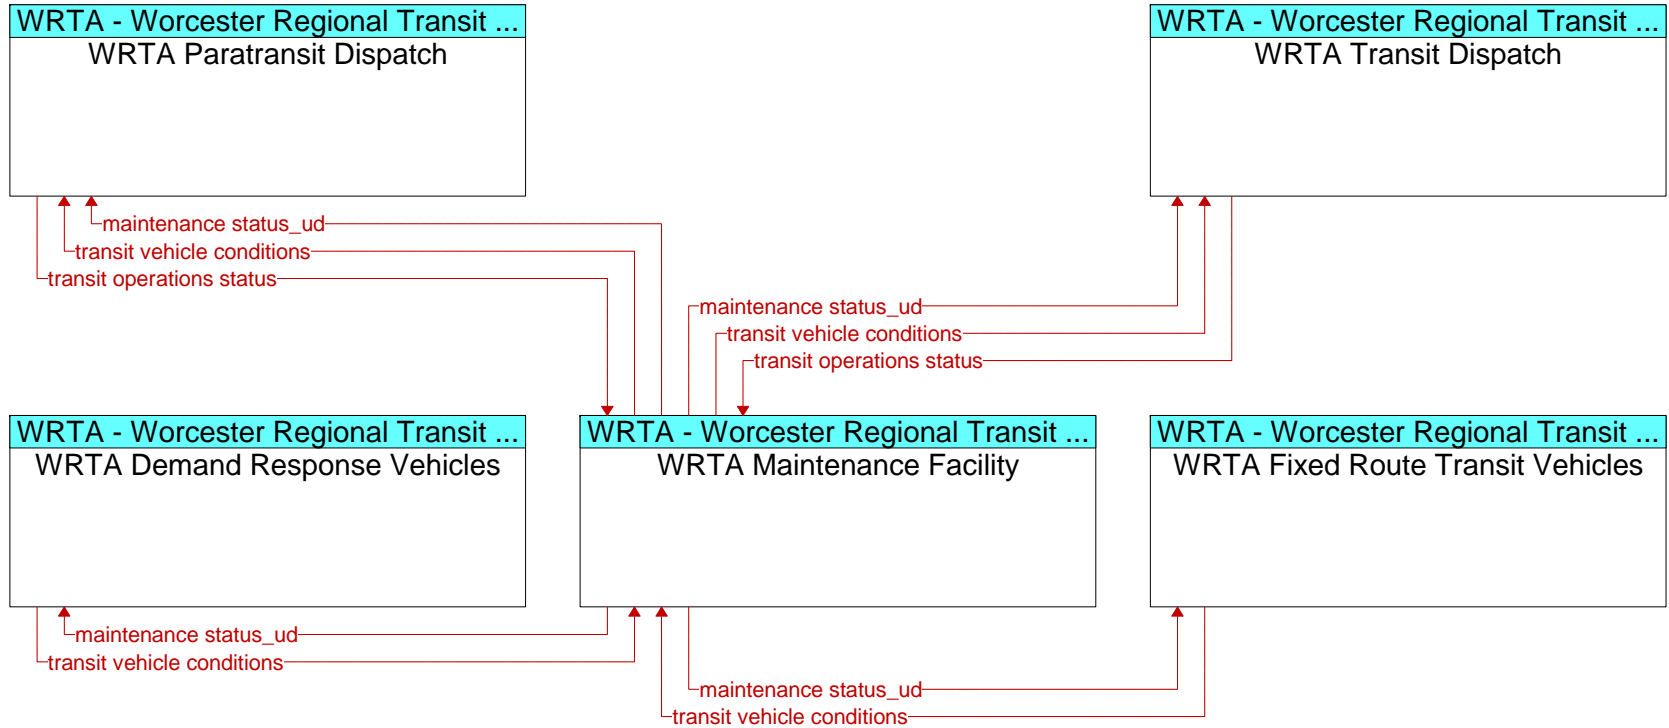 WRTA - Worcester Regional Transit ...
WRTA Paratransit Dispatch
WRTA - Worcester Regional Transit ...
WRTA Transit Dispatch
maintenance status_ud
transit vehicle conditions
transit operations status
maintenance status_ud
transit vehicle conditions
transit operations status
WRTA - Worcester Regional Transit ...
WRTA Demand Response Vehicles
WRTA - Worcester Regional Transit ...
WRTA Maintenance Facility
WRTA - Worcester Regional Transit ...
WRTA Fixed Route Transit Vehicles
maintenance status_ud
transit vehicle conditions
maintenance status_ud
transit vehicle conditions